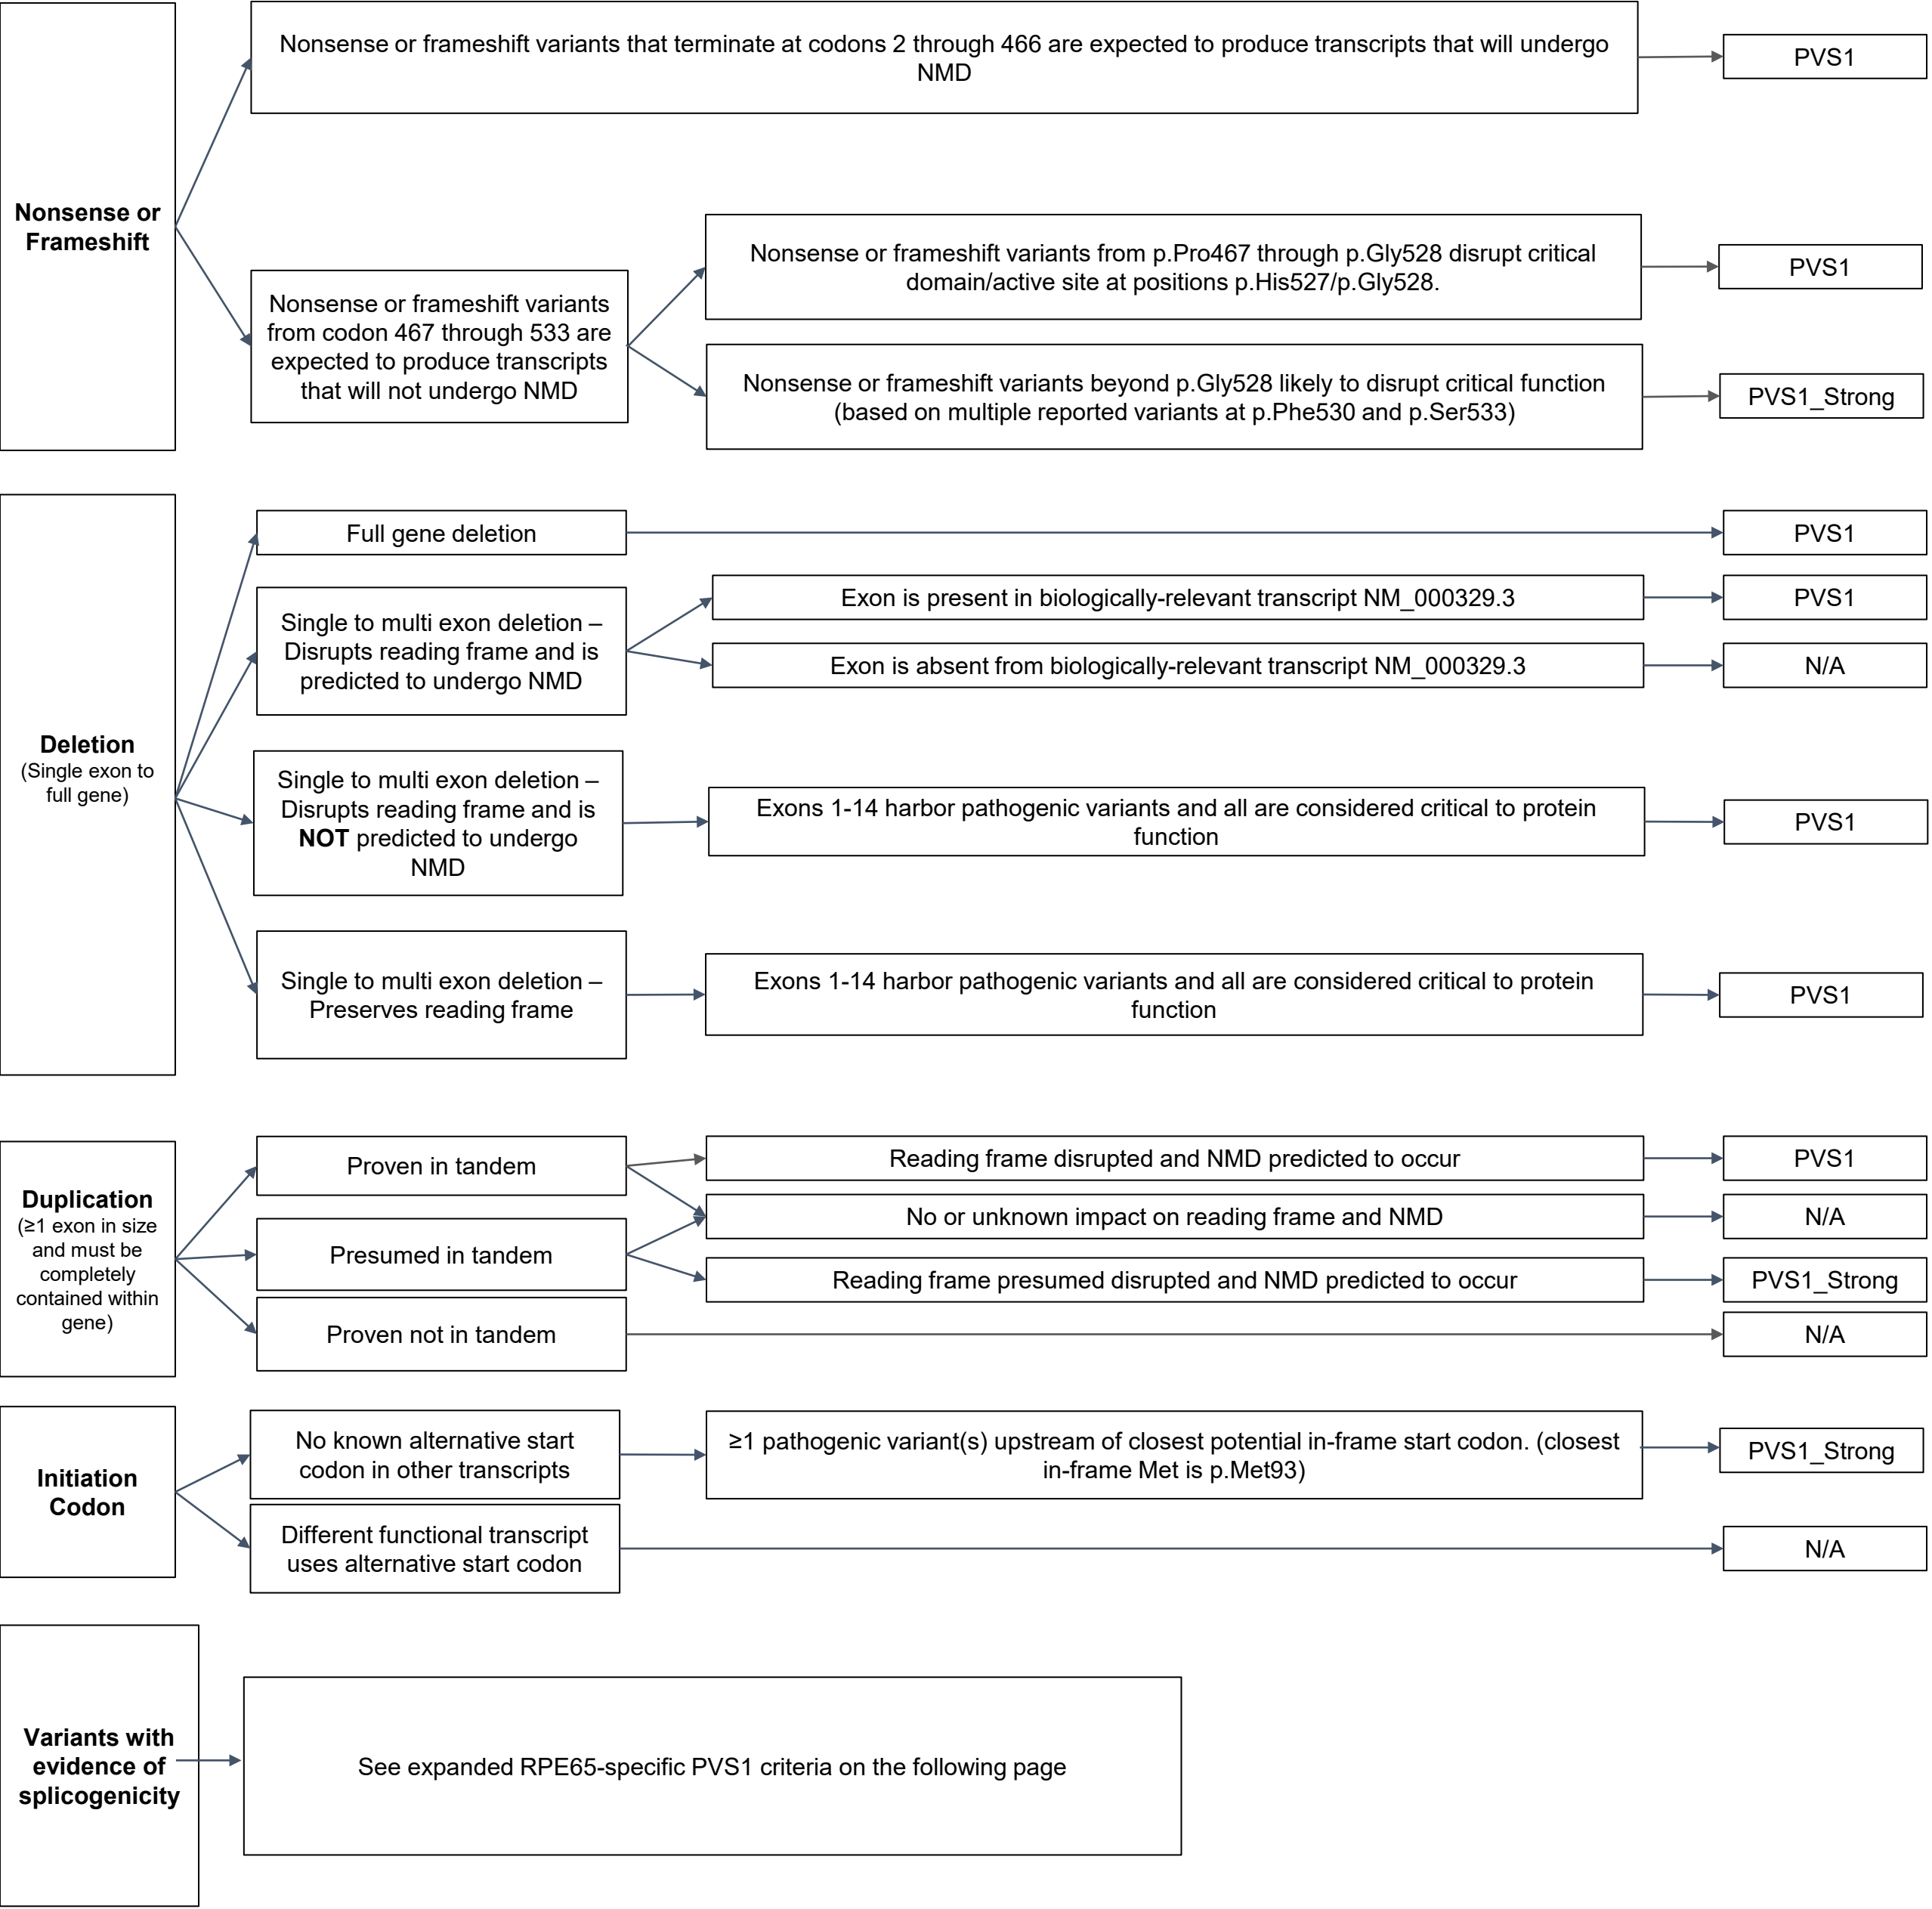 Nonsense or
Frameshift
Nonsense or frameshift variants that terminate at codons 2 through 466 are expected to produce transcripts that will undergo
NMD
PVS1
Nonsense or frameshift variants
from codon 467 through 533 are
expected to produce transcripts
that will not undergo NMD
Nonsense or frameshift variants from p.Pro467 through p.Gly528 disrupt critical
domain/active site at positions p.His527/p.Gly528.
PVS1
Nonsense or frameshift variants beyond p.Gly528 likely to disrupt critical function
(based on multiple reported variants at p.Phe530 and p.Ser533)
PVS1_Strong
Deletion
(Single exon to
full gene)
Full gene deletion
PVS1
Single to multi exon deletion –
Disrupts reading frame and is
predicted to undergo NMD
Exon is present in biologically-relevant transcript NM_000329.3
PVS1
Exon is absent from biologically-relevant transcript NM_000329.3
N/A
Single to multi exon deletion –
Disrupts reading frame and is
NOT predicted to undergo
NMD
Exons 1-14 harbor pathogenic variants and all are considered critical to protein
function
PVS1
Single to multi exon deletion –
Preserves reading frame
Exons 1-14 harbor pathogenic variants and all are considered critical to protein
function
PVS1
Duplication
(≥1 exon in size
and must be
completely
contained within
gene)
Proven in tandem
Reading frame disrupted and NMD predicted to occur
PVS1
No or unknown impact on reading frame and NMD
N/A
Presumed in tandem
Reading frame presumed disrupted and NMD predicted to occur
PVS1_Strong
Proven not in tandem
N/A
Initiation
Codon
No known alternative start
codon in other transcripts
≥1 pathogenic variant(s) upstream of closest potential in-frame start codon. (closest
in-frame Met is p.Met93)
PVS1_Strong
Different functional transcript
uses alternative start codon
N/A
Variants with
evidence of
splicogenicity
See expanded RPE65-specific PVS1 criteria on the following page